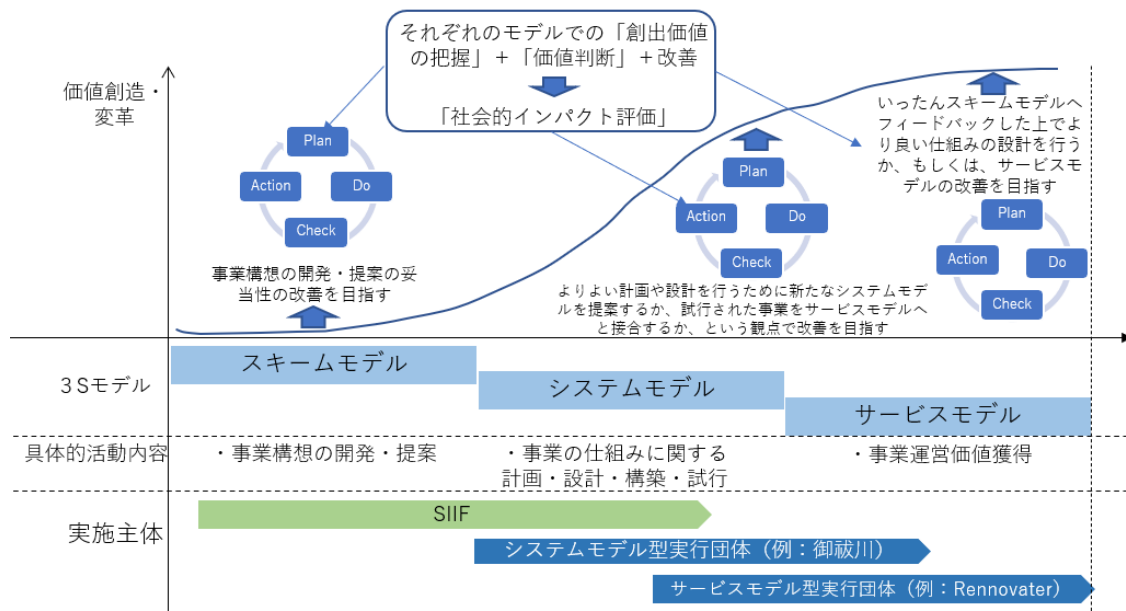 それぞれのモデルでの「創出価値
の把握」＋「価値判断」＋改善
「社会的インパクト評価」
価値創造・
変革
Plan
Action
Do
Check
事業構想の開発・提案の妥
当性の改善を目指す
Plan
Action
Do
Check
よりよい計画や設計を行うために新たなシステムモデ
ルを提案するか、試行された事業をサービスモデルへ
と接合するか、という観点で改善を目指す
いったんスキームモデルへ
フィードバックした上でよ
り良い仕組みの設計を行う
か、もしくは、サービスモ
デルの改善を目指す
Plan
Action
Do
Check
３Sモデル
スキームモデル
システムモデル
サービスモデル
具体的活動内容
・事業構想の開発・提案
・事業の仕組みに関する
計画・設計・構築・試行
・事業運営価値獲得
実施主体
SIIF
システムモデル型実行団体（例：御祓川）
サービスモデル型実行団体（例：Rennovater）